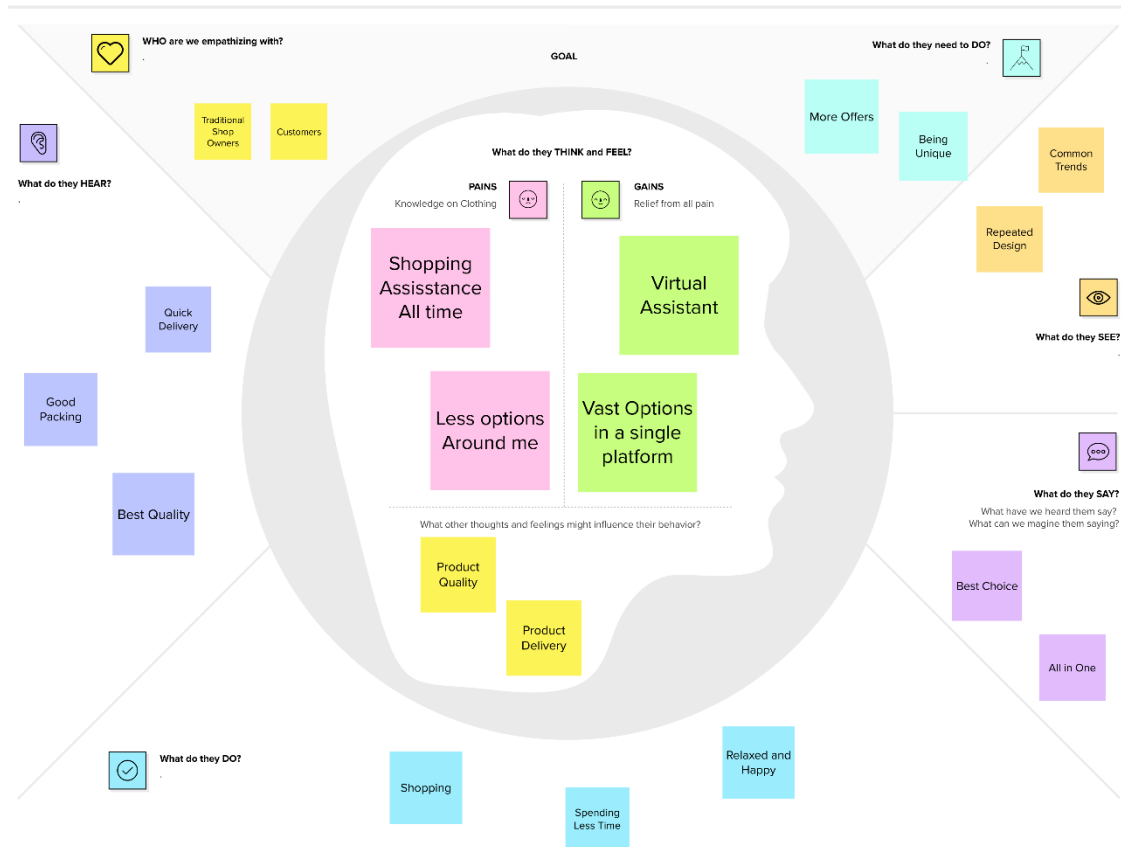 WHO are we empathizing with?
.
GOAL
What do they need to DO?
.
Traditional
Shop
Owners
Customers
More Offers
Being
Unique
What do they HEAR?
.
Quick
Delivery
Good
Packing
Best Quality
What do they THINK and FEEL?
PAINS
Knowledge on Clothing
GAINS
Relief from all pain
Shopping
Assisstance
All time
Less options
Around me
Virtual
Assistant
Vast Options
in a single
platform
What other thoughts and feelings might influence their behavior?
Product
Quality
Product
Delivery
Common
Trends
Repeated
Design
What do they SEE?
.
What do they SAY?
What have we heard them say?
What can we magine them saying?
Best Choice
All in One
What do they DO?
.
Shopping
Spending
Less Time
Relaxed and
Happy